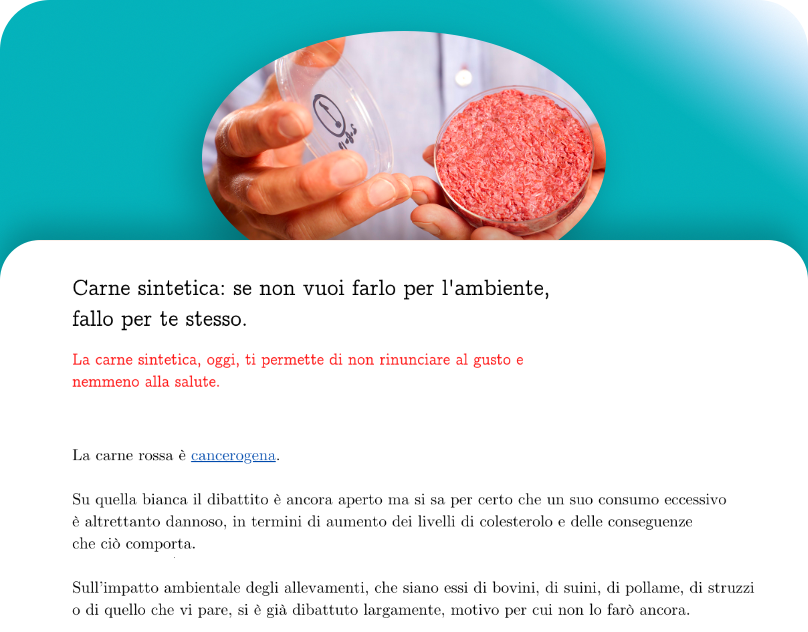 Carne sintetica: se non vuoi farlo per l'ambiente,
fallo per te stesso.
La carne sintetica, oggi, ti permette di non rinunciare al gusto e
nemmeno alla salute.
La carne rossa è cancerogena.
Su quella bianca il dibattito è ancora aperto ma si sa per certo che un suo consumo eccessivo
è altrettanto dannoso, in termini di aumento dei livelli di colesterolo e delle conseguenze
che ciò comporta.
Sull'impatto ambientale degli allevamenti, che siano essi di bovini, di suini, di pollame, di struzzi
o di quello che vi pare, si è già dibattuto largamente, motivo per cui non lo farò ancora.